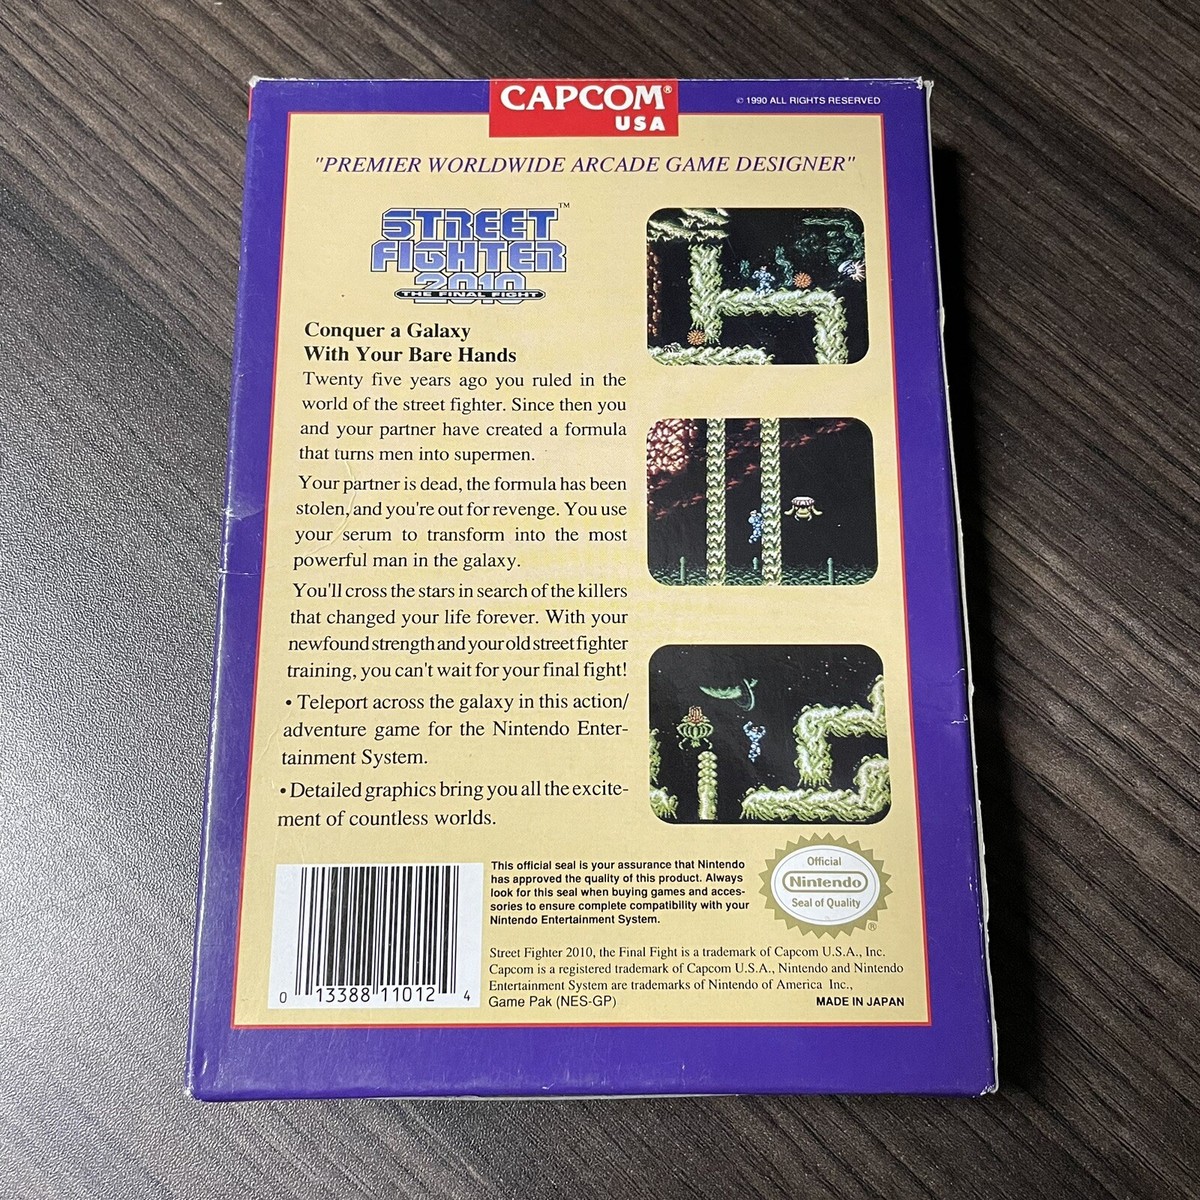 CAPCOM®
USA
© 1990 ALL RIGHTS RESERVED
"PREMIER WORLDWIDE ARCADE GAME DESIGNER"
STREET™
FIGHTER
2010
THE FINAL FIGHT
Conquer a Galaxy
With Your Bare Hands
Twenty five years ago you ruled in the
world of the street fighter. Since then you
and your partner have created a formula
that turns men into supermen.
Your partner is dead, the formula has been
stolen, and you're out for revenge. You use
your serum to transform into the most
powerful man in the galaxy.
You'll cross the stars in search of the killers
that changed your life forever. With your
newfound strength and your old street fighter
training, you can't wait for your final fight!
• Teleport across the galaxy in this action/
adventure game for the Nintendo Enter-
tainment System.
• Detailed graphics bring you all the excite-
ment of countless worlds.
0 13388 11012 4
This official seal is your assurance that Nintendo
has approved the quality of this product. Always
look for this seal when buying games and acces-
sories to ensure complete compatibility with your
Nintendo Entertainment System.
Official
Nintendo
Seal of Quality
®
Street Fighter 2010, the Final Fight is a trademark of Capcom U.S.A., Inc.
Capcom is a registered trademark of Capcom U.S.A., Nintendo and Nintendo
Entertainment System are trademarks of Nintendo of America Inc.,
Game Pak (NES-GP)
MADE IN JAPAN